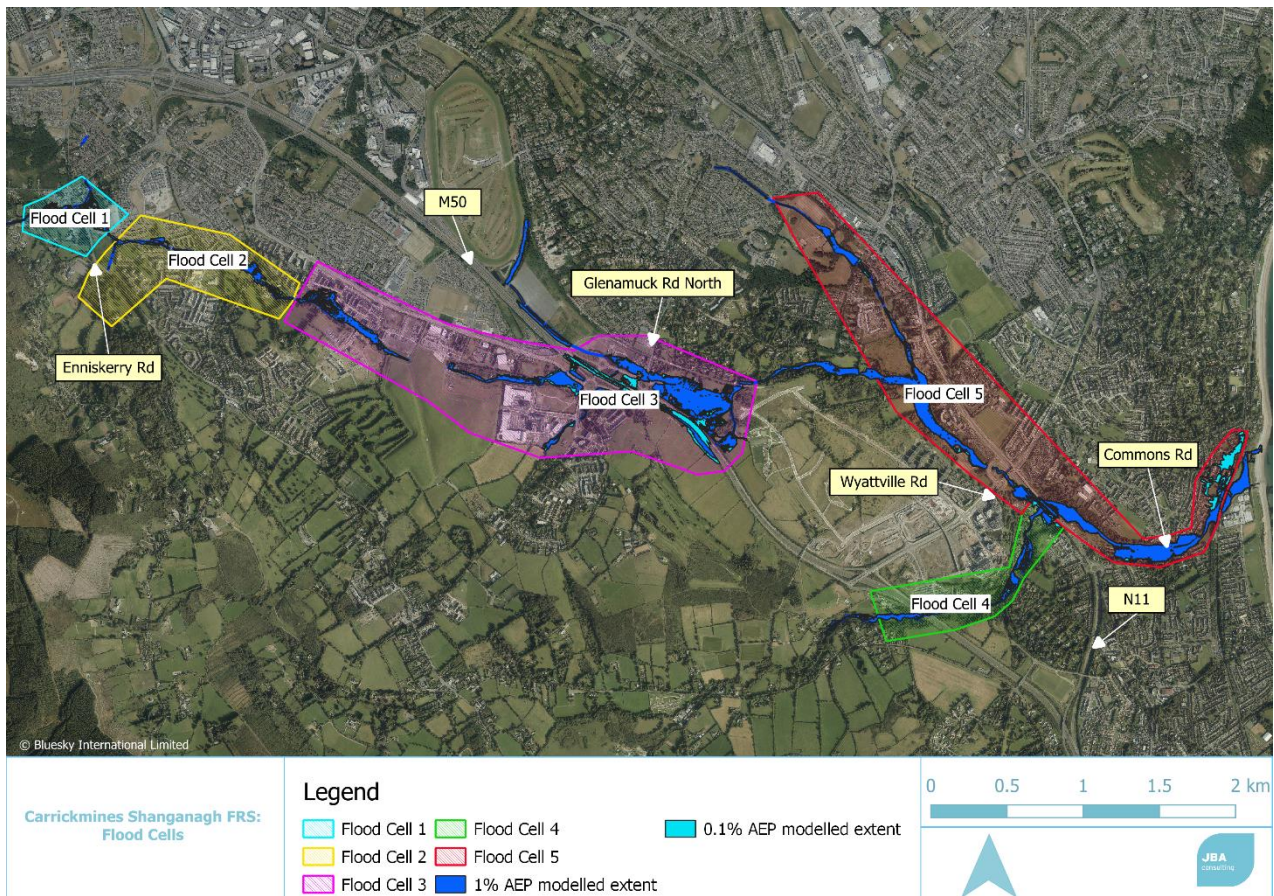 Flood Cell 1
M50
Flood Cell 2
Glenamuck Rd North
Enniskerry Rd
Flood Cell 3
Flood Cell 5
Commons Rd
Wyattville Rd
Flood Cell 4
N11
© Bluesky International Limited
Carrickmines Shanganagh FRS:
Flood Cells
Legend
Flood Cell 1
Flood Cell 2
Flood Cell 3
Flood Cell 4
Flood Cell 5
1% AEP modelled extent
0.1% AEP modelled extent
0 0.5 1 1.5 2 km
JBA
consulting